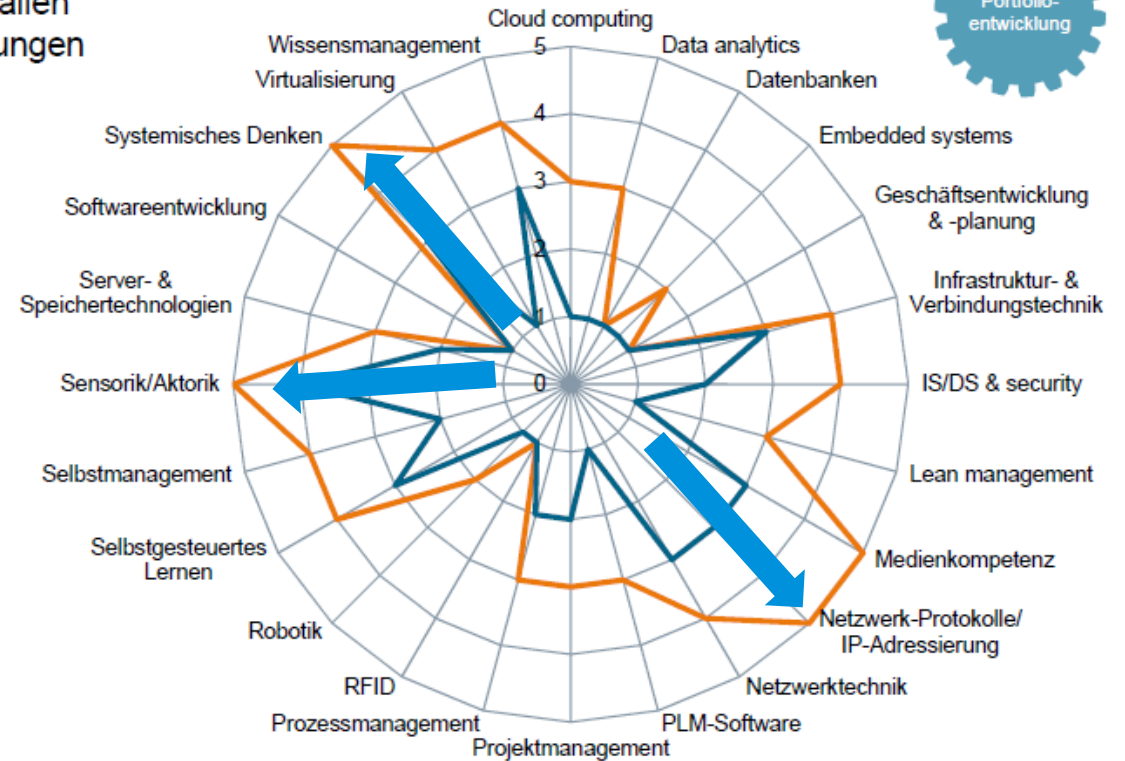 ungen
Portfolio-
entwicklung
Cloud computing
Data analytics
Datenbanken
Embedded systems
Geschäftsentwicklung
& -planung
Infrastruktur- &
Verbindungstechnik
IS/DS & security
Lean management
Medienkompetenz
Netzwerk-Protokolle/
IP-Adressierung
Netzwerktechnik
PLM-Software
Projektmanagement
Prozessmanagement
RFID
Robotik
Selbstgesteuertes
Lernen
Selbstmanagement
Sensorik/Aktorik
Server- &
Speichertechnologien
Softwareentwicklung
Systemisches Denken
Virtualisierung
Wissensmanagement
5
4
3
2
1
0